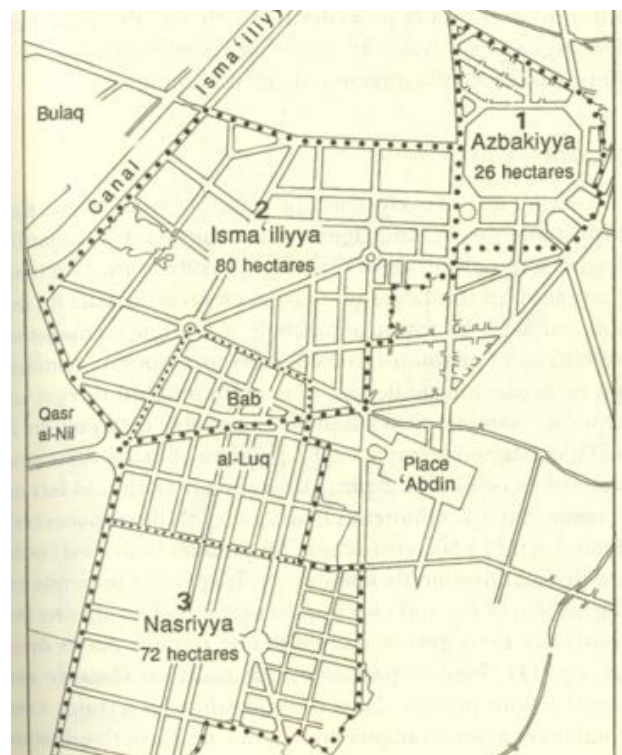 Isma‘iliyy
Bulaq
Canal
1
Azbakiyya
26 hectares
2
Isma‘iliyya
80 hectares
Bab
al-Luq
Qasr
al-Nil
Place
‘Abdin
3
Nasriyya
72 hectares